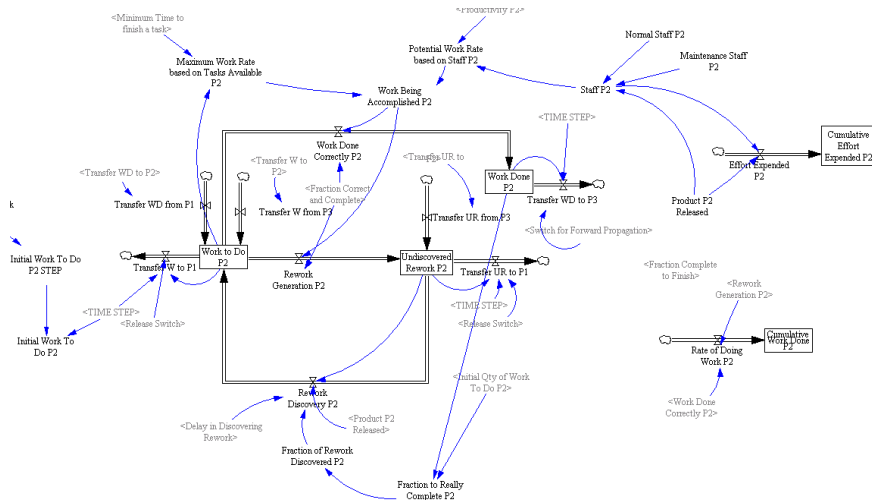 <Minimum Time to
finish a task>
<Productivity P2>
Normal Staff P2
Maximum Work Rate
based on Tasks Available
P2
Potential Work Rate
based on Staff P2
Maintenance Staff
P2
Work Being
Accomplished P2
Staff P2
<TIME STEP>
Cumulative
Effort
Expended P2
Work Done
Correctly P2
<Transfer WD to P2>
<Transfer W to
P2>
<Transfer UR to
Effort Expended
P2
<Fraction Correct
and Complete>
Work Done
P2
Transfer WD to P3
Product P2
Released
Transfer WD from P1
Transfer W from P3
Transfer UR from P3
<Switch for Forward Propagation>
Initial Work To Do
P2 STEP
Work to Do
P2
Transfer W to P1
Rework
Generation P2
Undiscovered
Rework P2
Transfer UR to P1
<Fraction Complete
to Finish>
<TIME STEP>
<Release Switch>
<TIME STEP>
<Release Switch>
<Rework
Generation P2>
Initial Work To
Do P2
Cumulative
Work Done
P2
Rate of Doing
Work P2
<Initial Qty of Work
To Do P2>
Rework
Discovery P2
<Delay in Discovering
Rework>
<Product P2
Released>
<Work Done
Correctly P2>
Fraction of Rework
Discovered P2
Fraction to Really
Complete P2